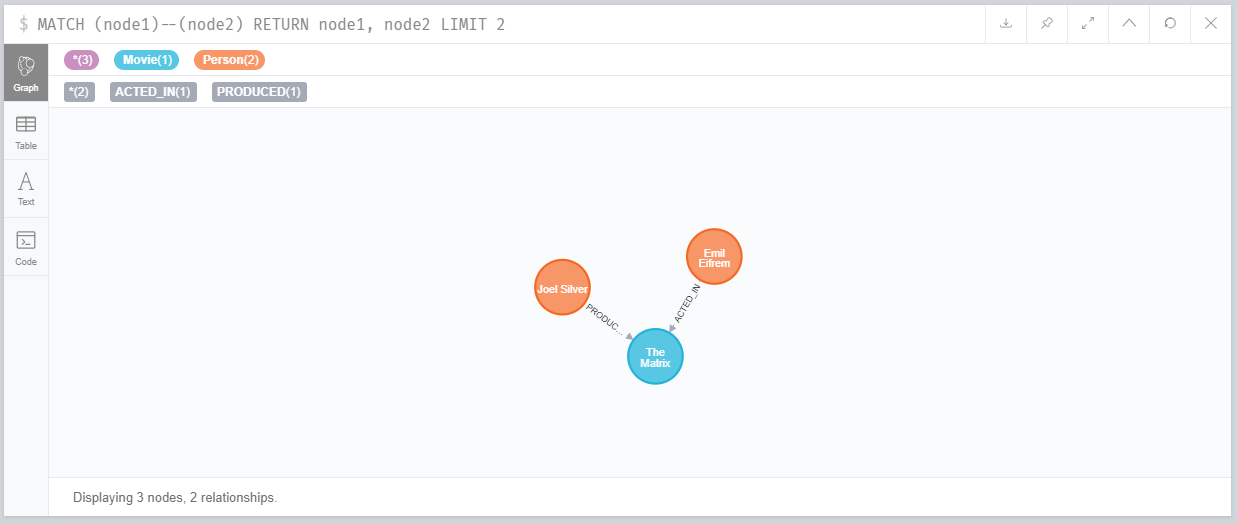 $ MATCH (node1)--(node2) RETURN node1, node2 LIMIT 2
*(3) Movie(1) Person(2)
*(2) ACTED_IN(1) PRODUCED(1)
Graph
Table
Text
Code
Emil
Eifrem
Joel Silver
PRODUC...
ACTED_IN
The
Matrix
Displaying 3 nodes, 2 relationships.